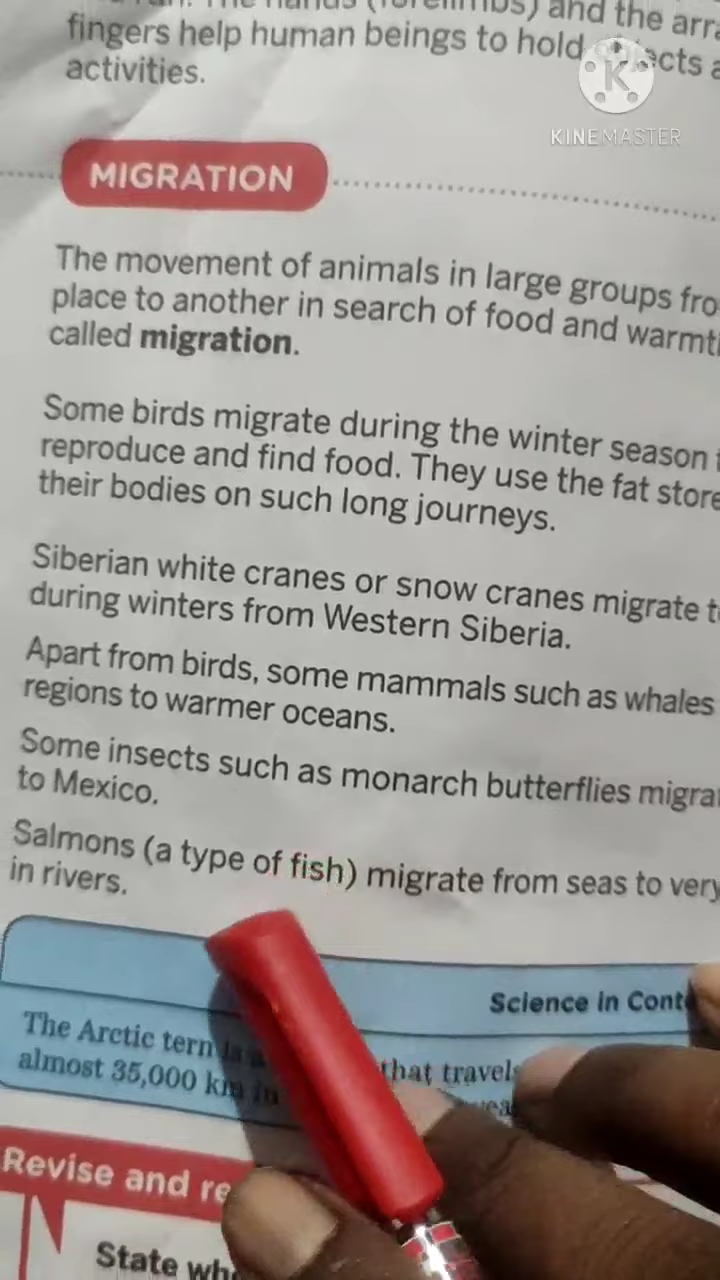 fingers help human beings to hold
activities.
KINEMASTER
MIGRATION
The movement of animals in large groups fro
place to another in search of food and warmt
called migration.
Some birds migrate during the winter season
reproduce and find food. They use the fat store
their bodies on such long journeys.
Siberian white cranes or snow cranes migrate t
during winters from Western Siberia.
Apart from birds, some mammals such as whales
regions to warmer oceans.
Some insects such as monarch butterflies migra
to Mexico.
Salmons (a type of fish) migrate from seas to very
in rivers.
Science in Cont
The Arctic tern is a that travels
almost 35,000 km in
Revise and re
State wh